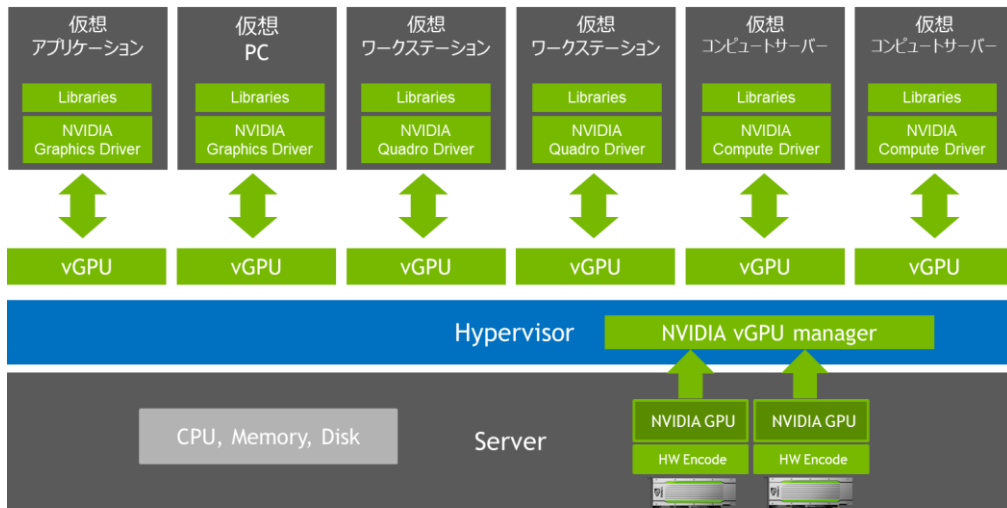 仮想
アプリケーション
Libraries
NVIDIA
Graphics Driver
仮想
PC
Libraries
NVIDIA
Graphics Driver
仮想
ワークステーション
Libraries
NVIDIA
Quadro Driver
仮想
ワークステーション
Libraries
NVIDIA
Quadro Driver
仮想
コンピュートサーバー
Libraries
NVIDIA
Compute Driver
仮想
コンピュートサーバー
Libraries
NVIDIA
Compute Driver
vGPU
vGPU
vGPU
vGPU
vGPU
vGPU
Hypervisor
NVIDIA vGPU manager
CPU, Memory, Disk
Server
NVIDIA GPU
HW Encode
NVIDIA GPU
HW Encode